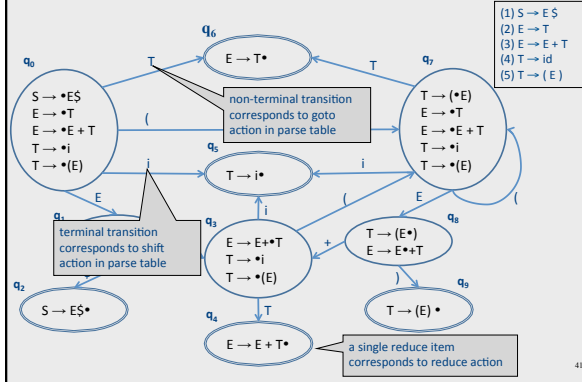 (1) S → E $
(2) E → T
(3) E → E + T
(4) T → id
(5) T → ( E )
q6
E → T•
q0
S → •E$
E → •T
E → •E + T
T → •i
T → •(E)
T
T
q7
T → (•E)
E → •T
E → •E + T
T → •i
T → •(E)
non-terminal transition
corresponds to goto
action in parse table
(
q5
T → i•
i
i
(
E
q1
terminal transition
corresponds to shift
action in parse table
q3
E → E+•T
T → •i
T → •(E)
i
(
+
E
q8
T → (E•)
E → E•+T
q2
S → E$•
T
q4
E → E + T•
)
q9
T → (E) •
a single reduce item
corresponds to reduce action
41